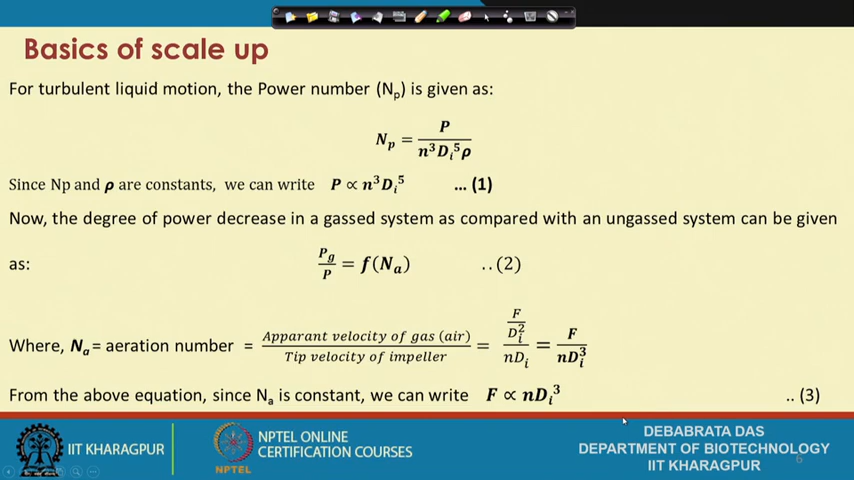 Basics of scale up
For turbulent liquid motion, the Power number (Nₚ) is given as:
Nₚ = P / n³Dᵢ⁵ρ
Since Np and ρ are constants, we can write P ∝ n³Dᵢ⁵ ... (1)
Now, the degree of power decrease in a gassed system as compared with an ungassed system can be given
as: P_g / P = f(Nₐ) ..(2)
Where, Nₐ= aeration number = Apparant velocity of gas (air) / Tip velocity of impeller = (F / Dᵢ²) / nDᵢ = F / nDᵢ³
From the above equation, since Nₐ is constant, we can write F ∝ nDᵢ³ .. (3)
IIT KHARAGPUR
NPTEL
NPTEL ONLINE
CERTIFICATION COURSES
DEBABRATA DAS
DEPARTMENT OF BIOTECHNOLOGY
IIT KHARAGPUR
6